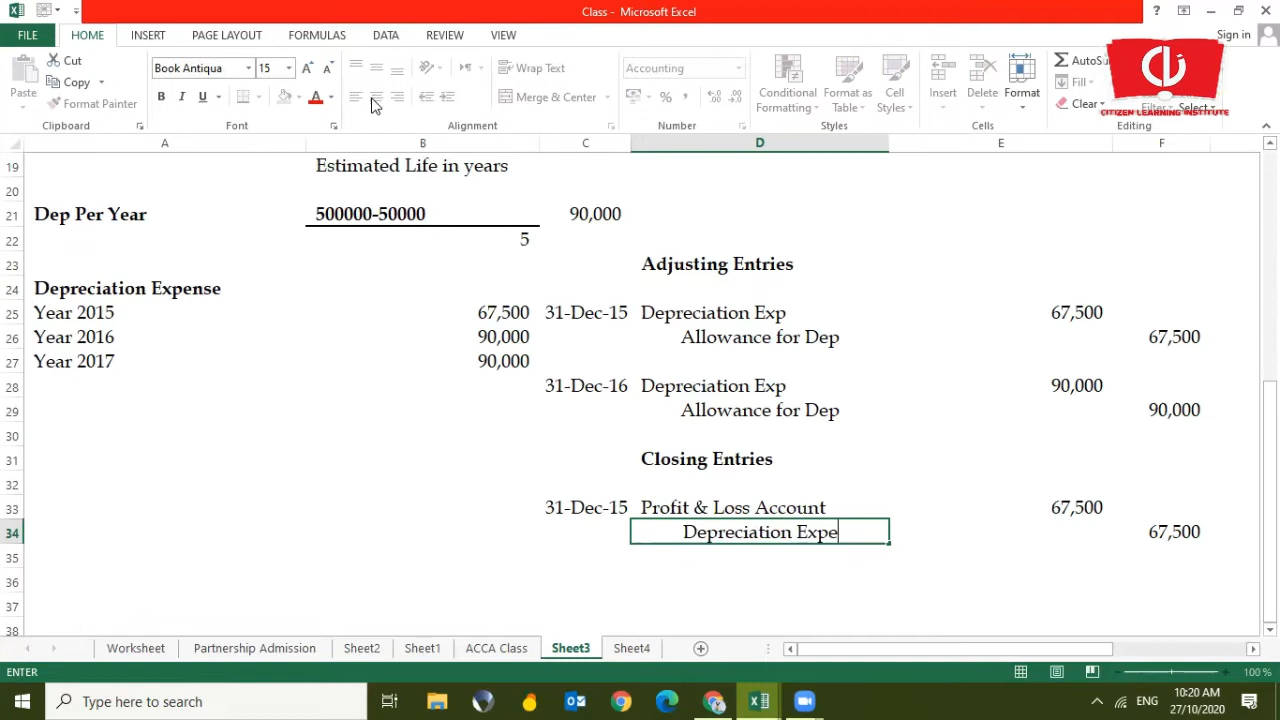 Class - Microsoft Excel
?
FILE HOME INSERT PAGE LAYOUT FORMULAS DATA REVIEW VIEW Sign in
Paste Cut Copy Format Painter Clipboard
Book Antiqua 15 A A B I U A Font
Wrap Text Merge & Center Alignment
Accounting % , Number
Conditional Formatting Format as Table Cell Styles Styles
Insert Delete Format Cells
AutoSu Fill Clear Filter Select Editing
CITIZEN LEARNING INSTITUTE
A B C D E F
19 Estimated Life in years
20
21 Dep Per Year 500000-50000 90,000
22 5
23 Adjusting Entries
24 Depreciation Expense
25 Year 2015 67,500 31-Dec-15 Depreciation Exp 67,500
26 Year 2016 90,000 Allowance for Dep 67,500
27 Year 2017 90,000
28 31-Dec-16 Depreciation Exp 90,000
29 Allowance for Dep 90,000
30
31 Closing Entries
32
33 31-Dec-15 Profit & Loss Account 67,500
34 Depreciation Expe 67,500
35
36
37
38
Worksheet Partnership Admission Sheet2 Sheet1 ACCA Class Sheet3 Sheet4
ENTER 100 %
Type here to search
ENG
10:20 AM
27/10/2020